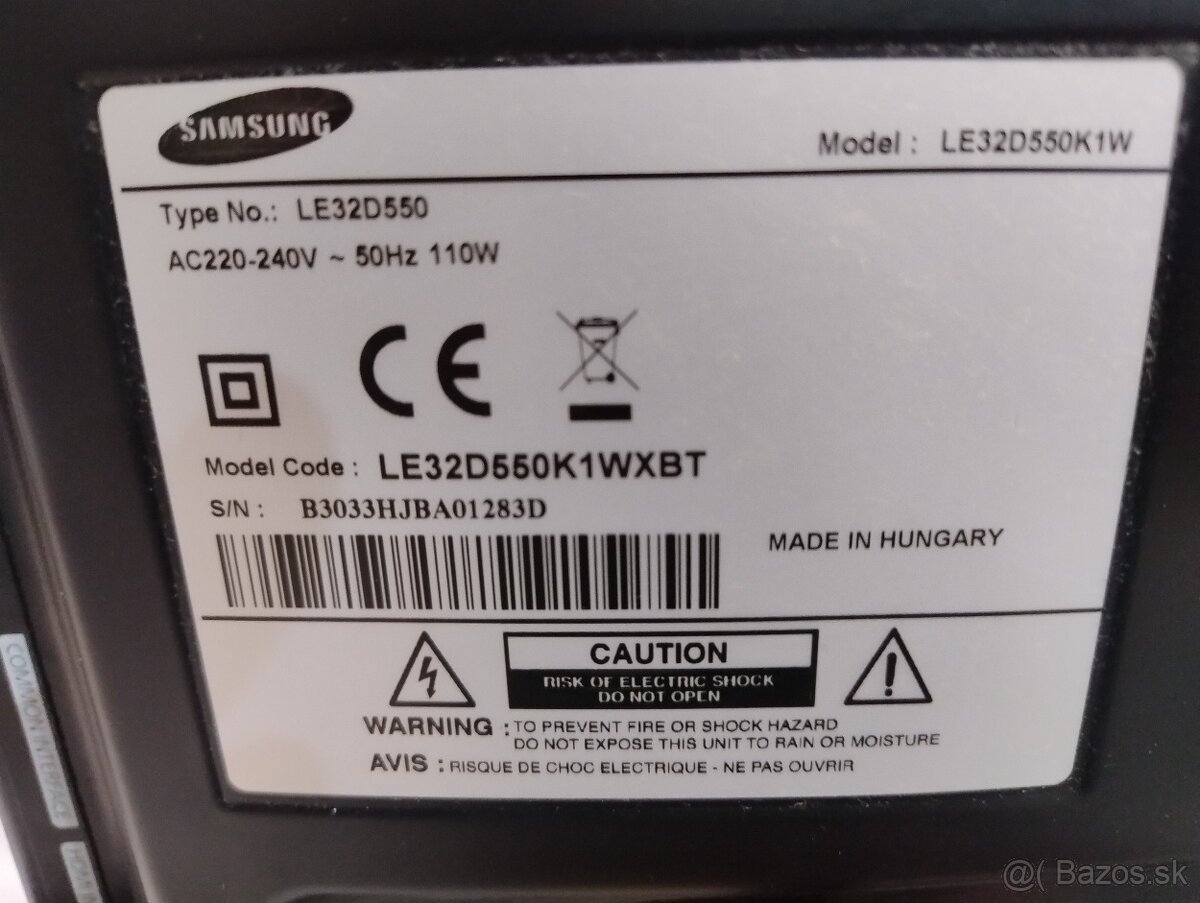 SAMSUNG
Model : LE32D550K1W
Type No.: LE32D550
AC220-240V ~ 50Hz 110W
CE
Model Code : LE32D550K1WXBT
S/N : B3033HJBA01283D
MADE IN HUNGARY
CAUTION
RISK OF ELECTRIC SHOCK
DO NOT OPEN
WARNING : TO PREVENT FIRE OR SHOCK HAZARD
DO NOT EXPOSE THIS UNIT TO RAIN OR MOISTURE
AVIS : RISQUE DE CHOC ELECTRIQUE - NE PAS OUVRIR
COMMON INTERFACE
@( Bazos.sk